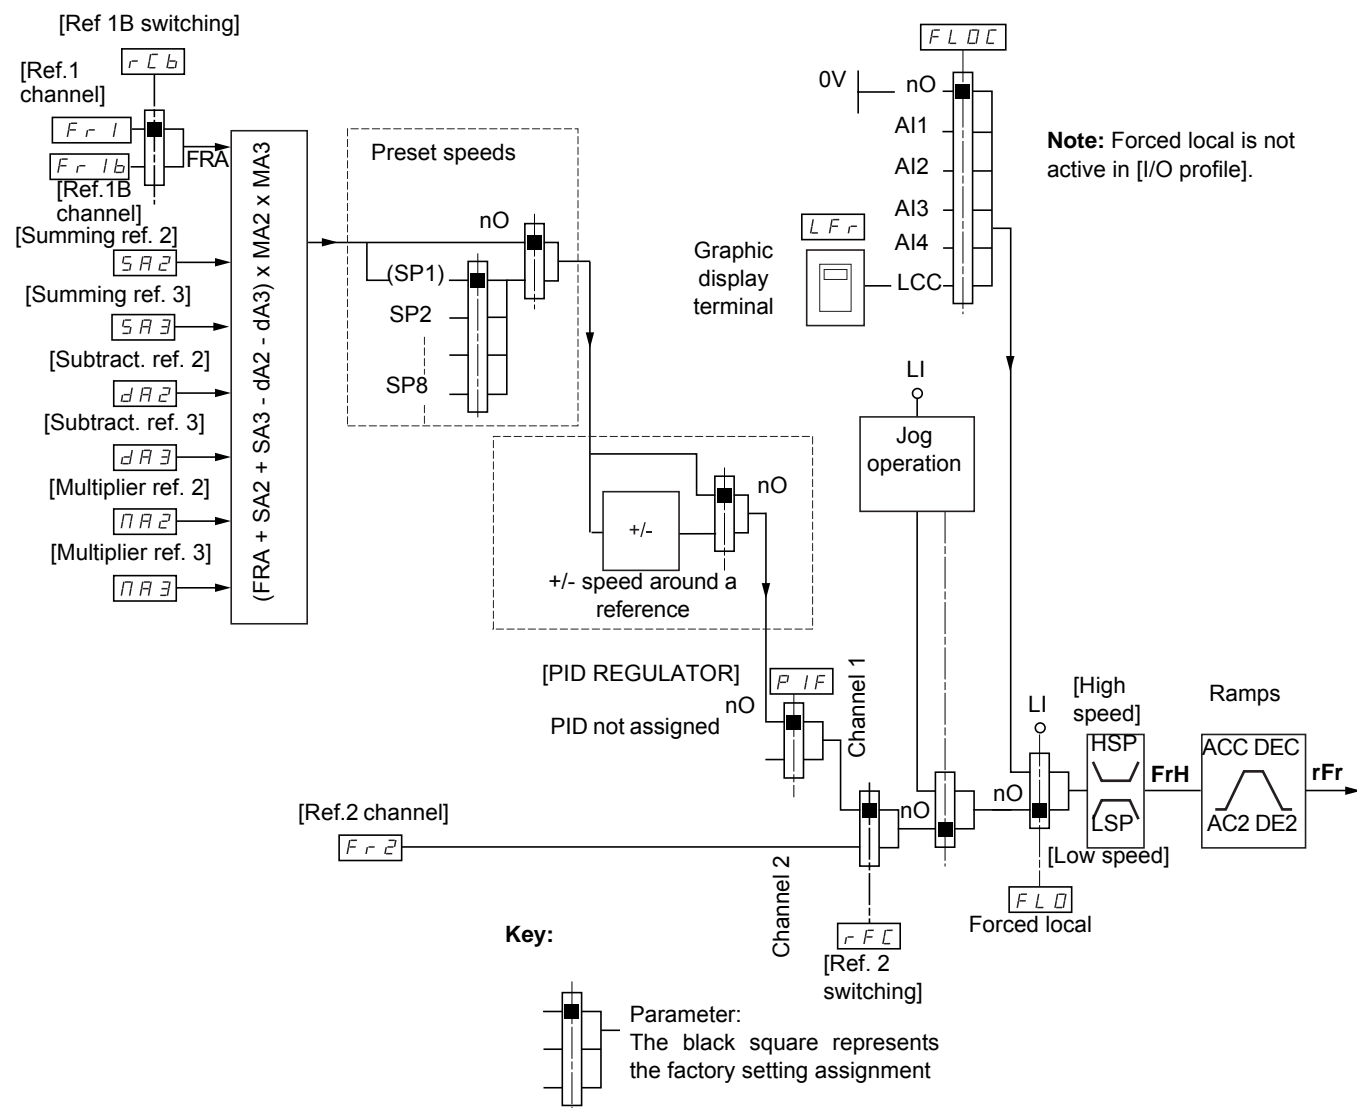 [Ref 1B switching]
rCb
[Ref.1
channel]
Fr1
Fr1b
FRA
[Ref.1B
channel]
[Summing ref. 2]
SA2
[Summing ref. 3]
SA3
[Subtract. ref. 2]
dA2
[Subtract. ref. 3]
dA3
[Multiplier ref. 2]
MA2
[Multiplier ref. 3]
MA3
(FRA + SA2 + SA3 - dA2 - dA3) x MA2 x MA3
Preset speeds
nO
(SP1)
SP2
SP8
nO
+/-
+/- speed around a
reference
FLOC
0V
nO
AI1
AI2
AI3
AI4
LCC
LFr
Graphic
display
terminal
Note: Forced local is not
active in [I/O profile].
LI
Jog
operation
[PID REGULATOR]
PIF
nO
PID not assigned
Channel 1
[Ref.2 channel]
Fr2
Channel 2
nO
rFC
[Ref. 2
switching]
nO
LI
FLO
Forced local
[High
speed]
HSP
LSP
[Low speed]
FrH
Ramps
ACC DEC
AC2 DE2
rFr
Key:
Parameter:
The black square represents
the factory setting assignment